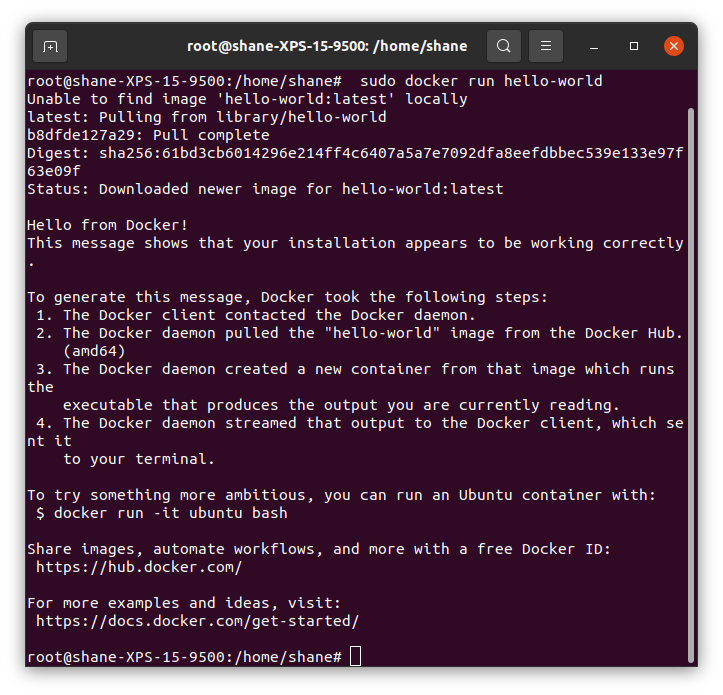 root@shane-XPS-15-9500: /home/shane
root@shane-XPS-15-9500:/home/shane#  sudo docker run hello-world
Unable to find image 'hello-world:latest' locally
latest: Pulling from library/hello-world
b8dfde127a29: Pull complete
Digest: sha256:61bd3cb6014296e214ff4c6407a5a7e7092dfa8eefdbbec539e133e97f
63e09f
Status: Downloaded newer image for hello-world:latest

Hello from Docker!
This message shows that your installation appears to be working correctly
.

To generate this message, Docker took the following steps:
 1. The Docker client contacted the Docker daemon.
 2. The Docker daemon pulled the "hello-world" image from the Docker Hub.
    (amd64)
 3. The Docker daemon created a new container from that image which runs
the
    executable that produces the output you are currently reading.
 4. The Docker daemon streamed that output to the Docker client, which se
nt it
    to your terminal.

To try something more ambitious, you can run an Ubuntu container with:
 $ docker run -it ubuntu bash

Share images, automate workflows, and more with a free Docker ID:
 https://hub.docker.com/

For more examples and ideas, visit:
 https://docs.docker.com/get-started/

root@shane-XPS-15-9500:/home/shane#